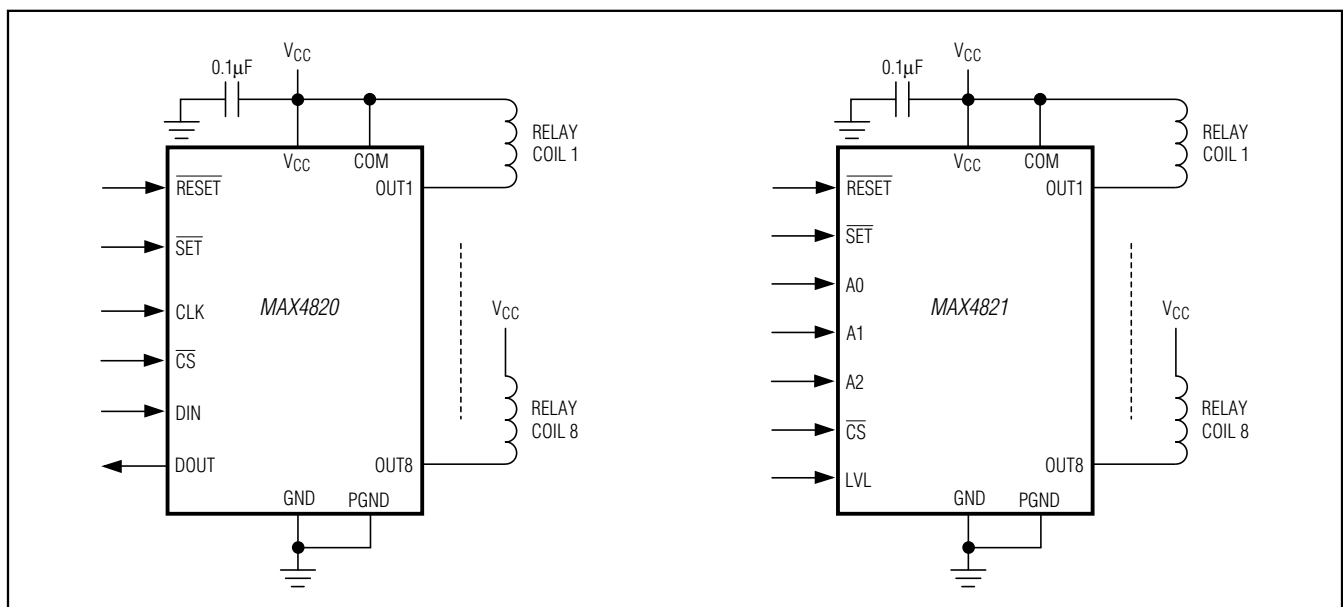 VCC
0.1μF
VCC
COM
RELAY
COIL 1
RESET
OUT1
SET
CLK
MAX4820
CS
VCC
DIN
RELAY
COIL 8
DOUT
OUT8
GND
PGND
VCC
0.1μF
VCC
COM
RELAY
COIL 1
RESET
OUT1
SET
A0
A1
MAX4821
VCC
A2
CS
RELAY
COIL 8
LVL
OUT8
GND
PGND